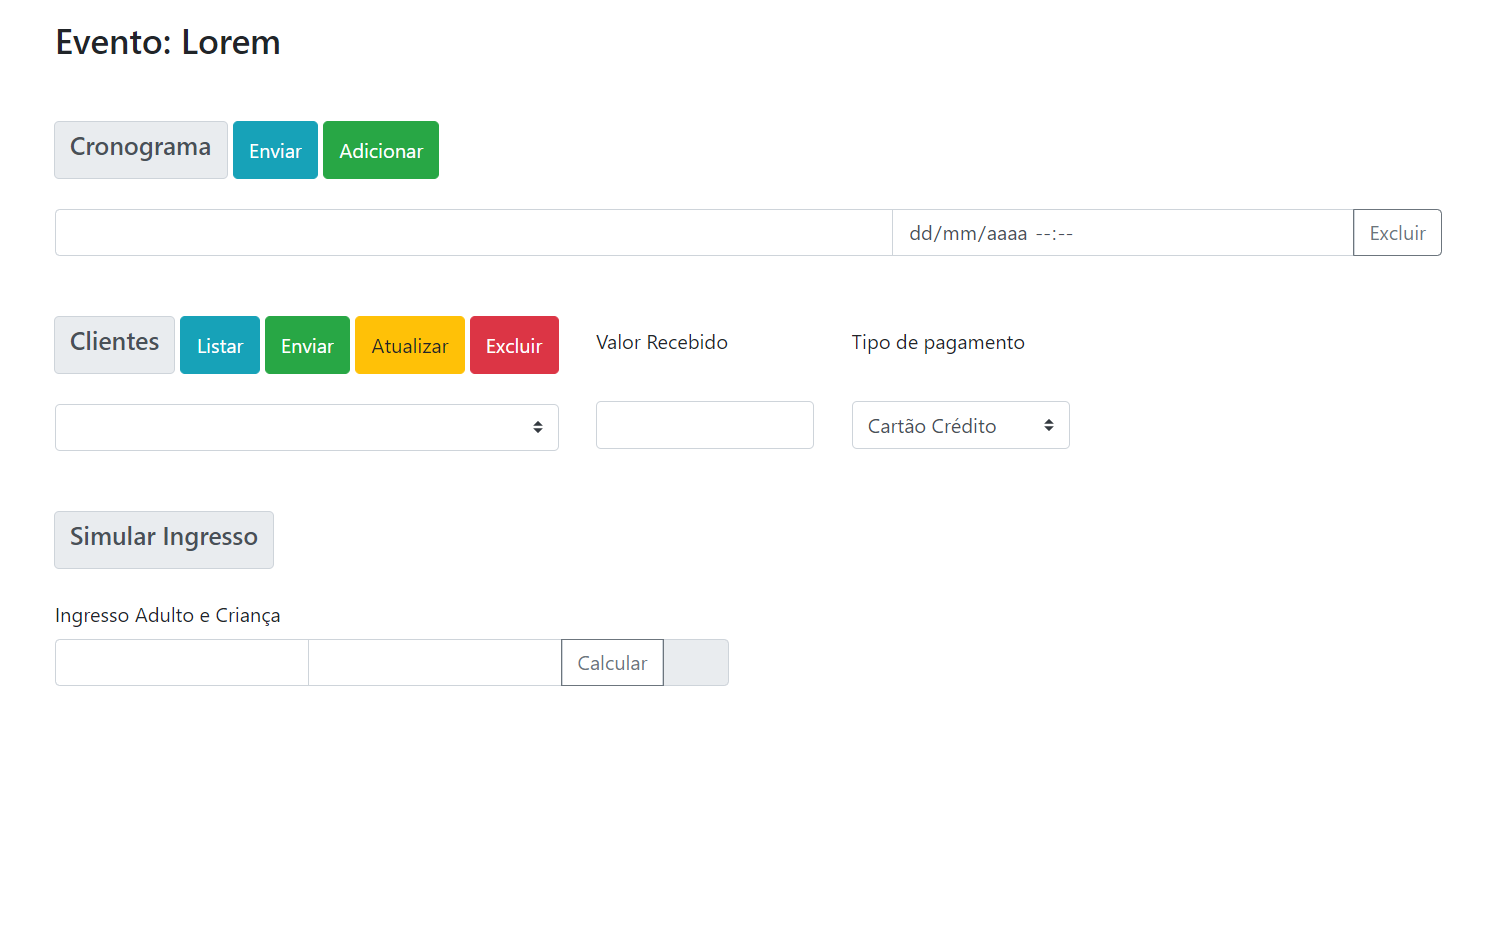 Evento: Lorem
Cronograma Enviar Adicionar
dd/mm/aaaa --:-- Excluir
Clientes Listar Enviar Atualizar Excluir Valor Recebido Tipo de pagamento
Cartão Crédito
Simular Ingresso
Ingresso Adulto e Criança
Calcular